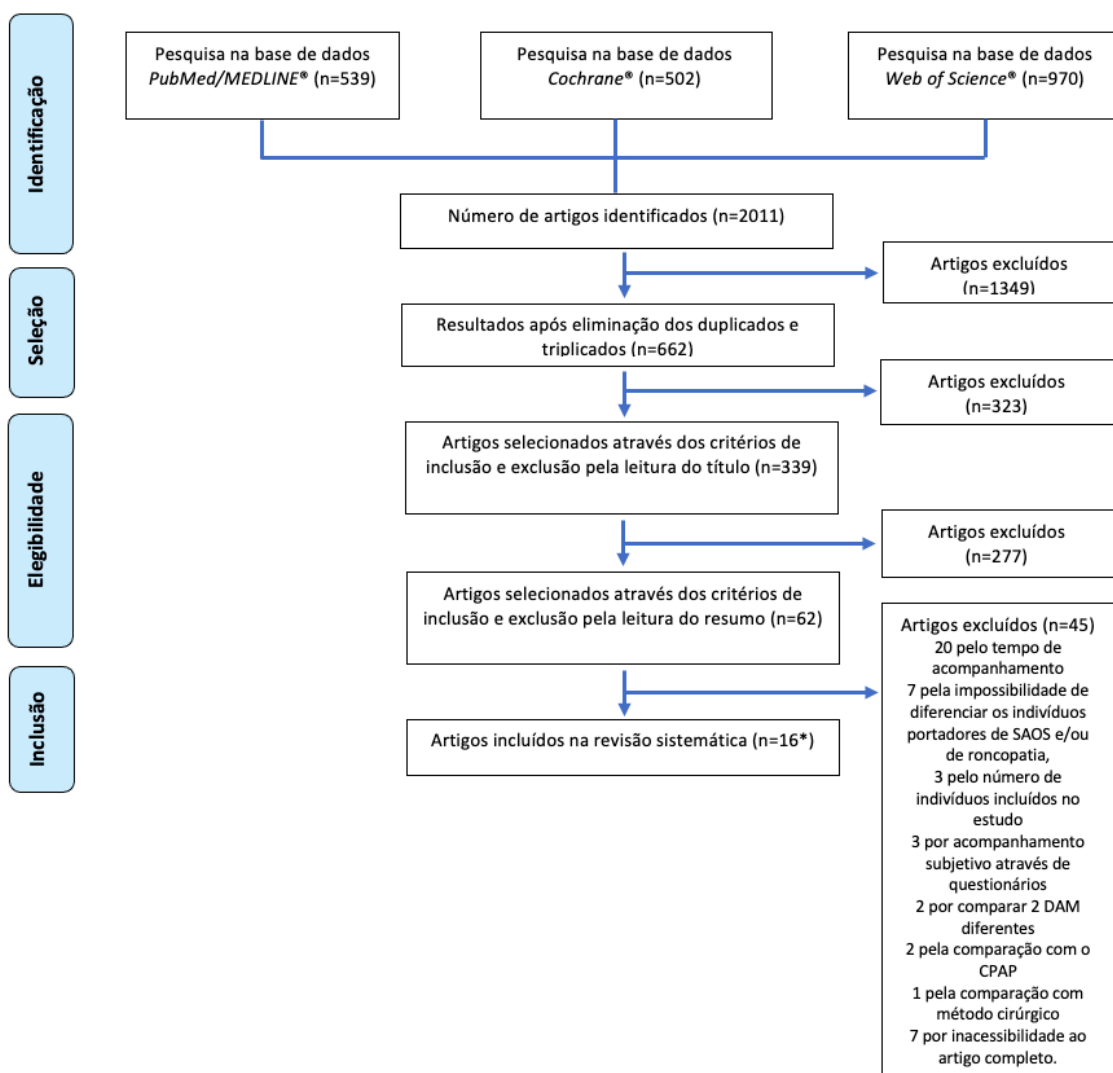 Identificação
Pesquisa na base de dados
PubMed/MEDLINE® (n=539)
Pesquisa na base de dados
Cochrane® (n=502)
Pesquisa na base de dados
Web of Science® (n=970)
Número de artigos identificados (n=2011)
Artigos excluídos
(n=1349)
Seleção
Resultados após eliminação dos duplicados e
triplicados (n=662)
Artigos excluídos
(n=323)
Elegibilidade
Artigos selecionados através dos critérios de
inclusão e exclusão pela leitura do título (n=339)
Artigos excluídos
(n=277)
Artigos selecionados através dos critérios de
inclusão e exclusão pela leitura do resumo (n=62)
Artigos excluídos (n=45)
20 pelo tempo de
acompanhamento
7 pela impossibilidade de
diferenciar os indivíduos
portadores de SAOS e/ou
de roncopatia,
3 pelo número de
indivíduos incluídos no
estudo
3 por acompanhamento
subjetivo através de
questionários
2 por comparar 2 DAM
diferentes
2 pela comparação com o
CPAP
1 pela comparação com
método cirúrgico
7 por inacessibilidade ao
artigo completo.
Inclusão
Artigos incluídos na revisão sistemática (n=16*)